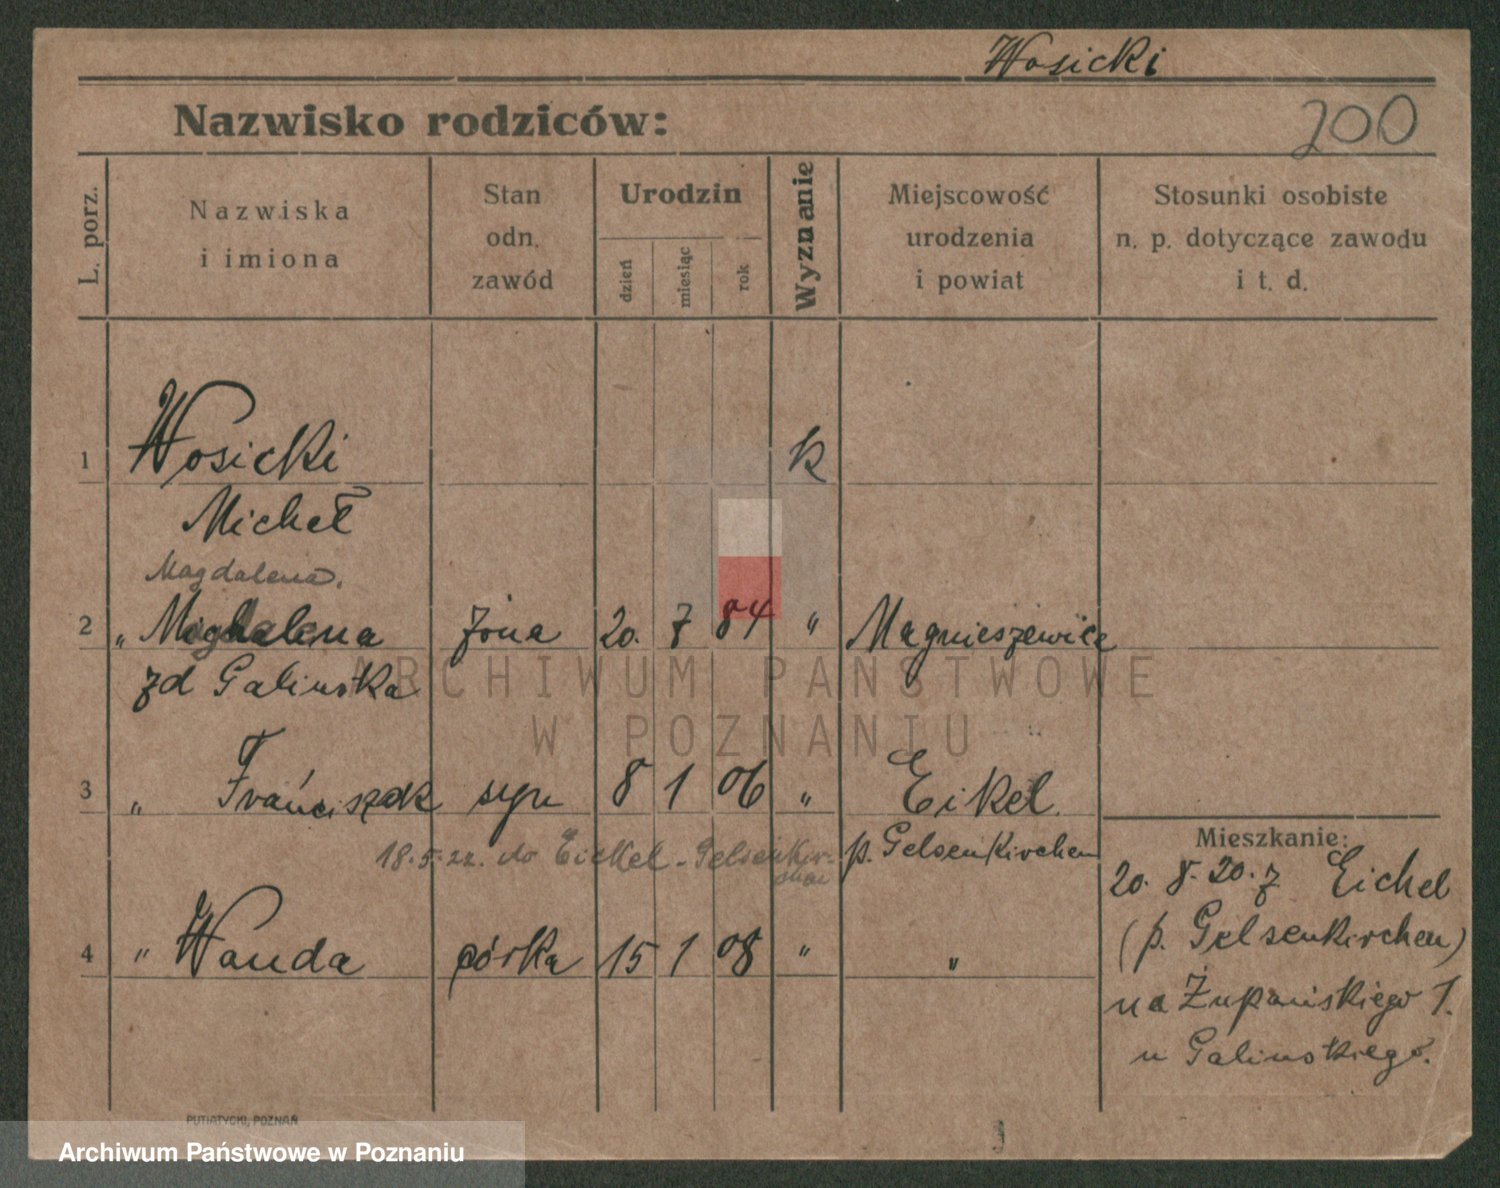 Wosicki
Nazwisko rodziców:
200
L. porz.
Nazwiska
i imiona
Stan
odn.
zawód
Urodzin
dzień
miesiąc
rok
Wyznanie
Miejscowość
urodzenia
i powiat
Stosunki osobiste
n. p. dotyczące zawodu
i t. d.
1 Wosicki k
Michał
Magdalena.
2 „ Magdalena żona 20. 7 84 „ Magnieszewice
zd Galinska
3 „ Franciszek syn 8 1 06 „ Eikel.
18.5.22. do Eickel-Gelsenkirchen
p. Gelsenkirchen
4 „ Wanda córka 15 1 08 „ „
Mieszkanie:
20. 8. 20. z Eichel
(p. Gelsenkirchen)
na Żupańskiego 1.
u Galinskiego.
PUTIATYCKI, POZNAŃ
ARCHIWUM PAŃSTWOWE
W POZNANIU
Archiwum Państwowe w Poznaniu